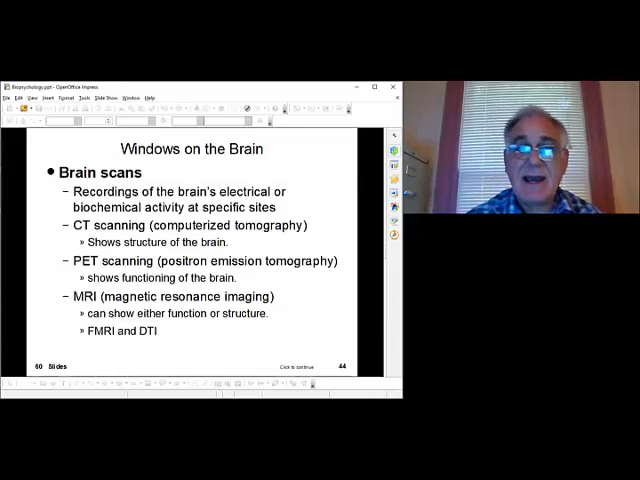 Biopsychology.ppt - OpenOffice Impress
File Edit View Insert Format Tools Slide Show Window Help
Windows on the Brain
• Brain scans
– Recordings of the brain's electrical or
biochemical activity at specific sites
– CT scanning (computerized tomography)
» Shows structure of the brain.
– PET scanning (positron emission tomography)
» shows functioning of the brain.
– MRI (magnetic resonance imaging)
» can show either function or structure.
» FMRI and DTI
60 Slides
Click to continue
44